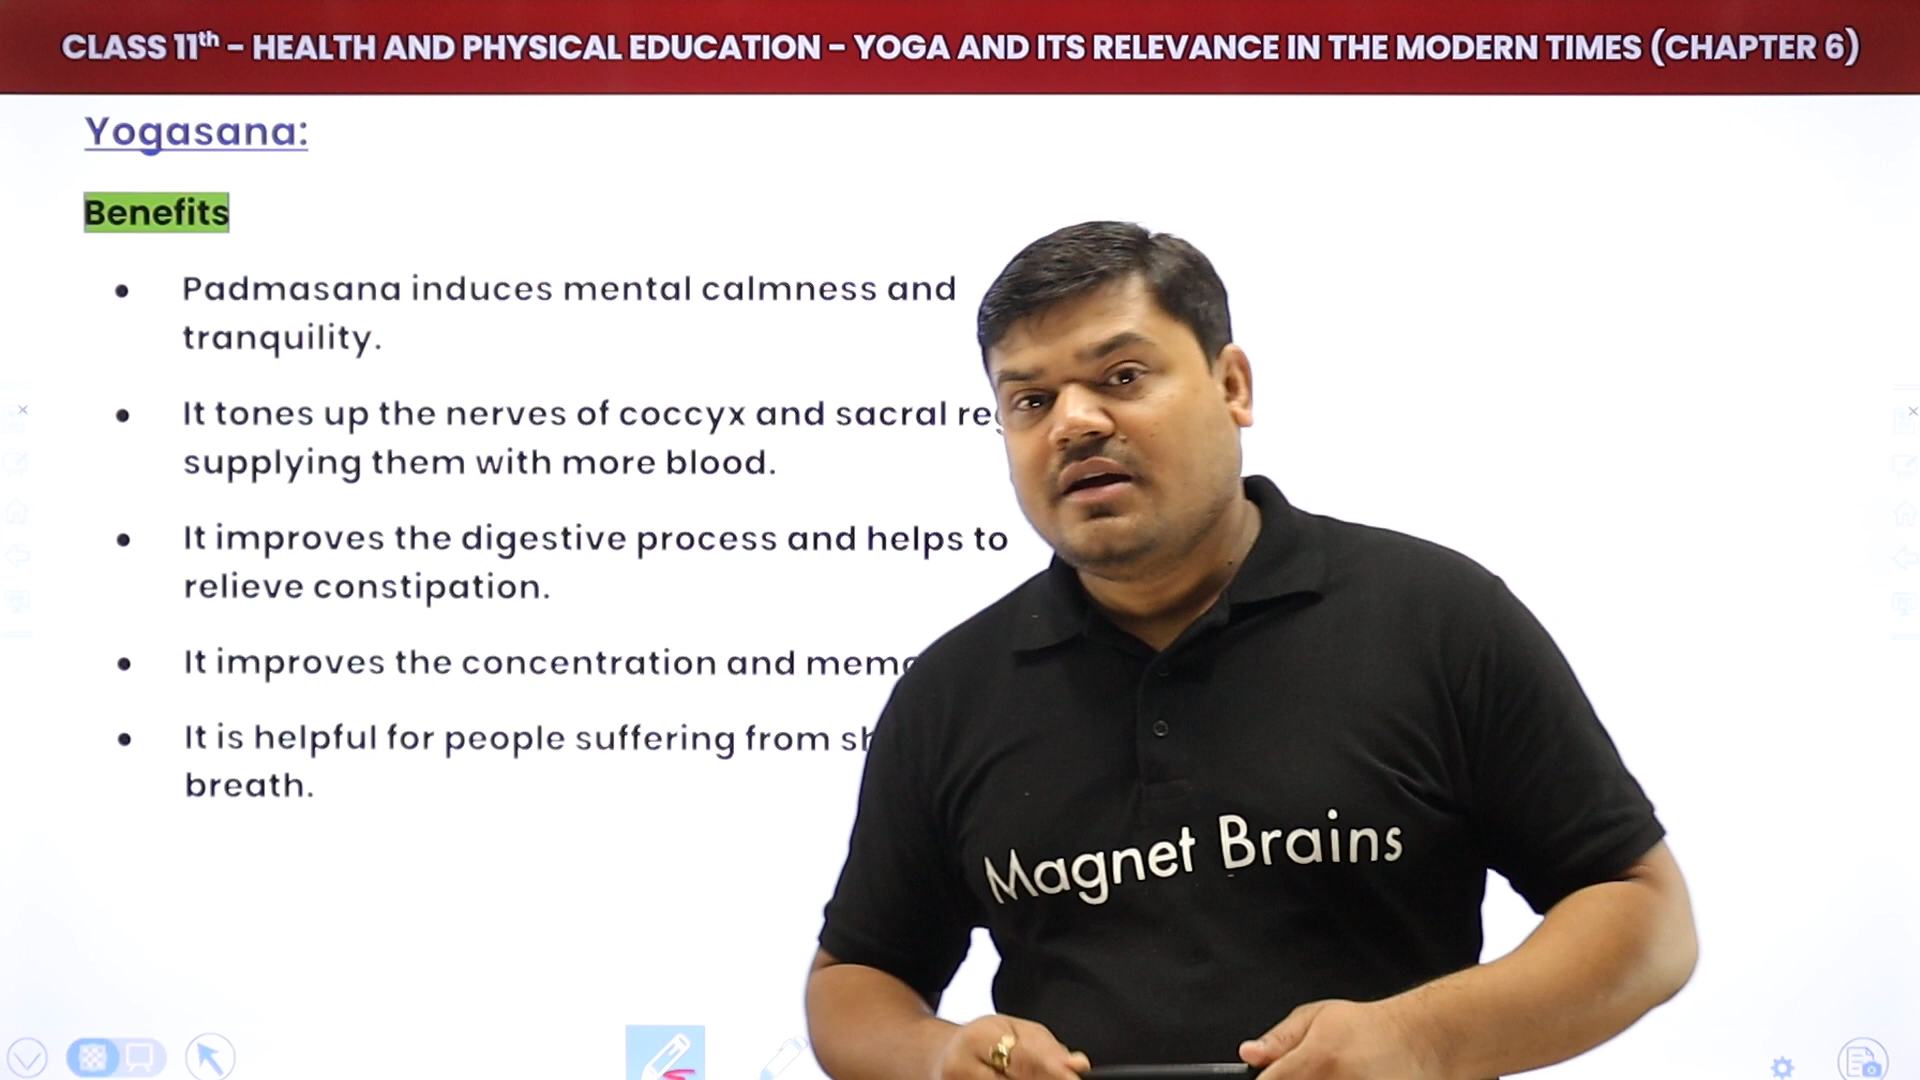 CLASS 11th – HEALTH AND PHYSICAL EDUCATION – YOGA AND ITS RELEVANCE IN THE MODERN TIMES (CHAPTER 6)
Yogasana:
Benefits
• Padmasana induces mental calmness and
tranquility.
• It tones up the nerves of coccyx and sacral
supplying them with more blood.
• It improves the digestive process and helps to
relieve constipation.
• It improves the concentration and
• It is helpful for people suffering from
breath.
Magnet Brains